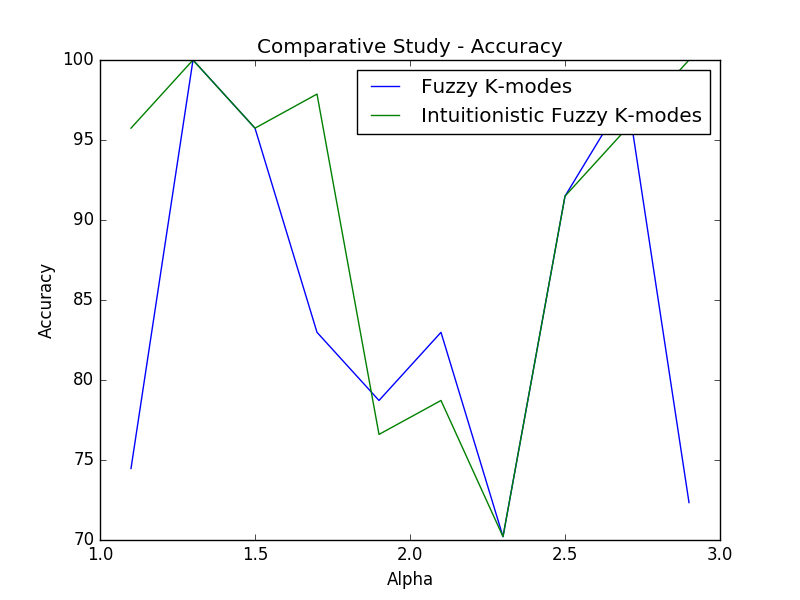 Comparative Study - Accuracy
Fuzzy K-modes
Intuitionistic Fuzzy K-modes
100
95
90
85
80
75
70
Accuracy
1.0 1.5 2.0 2.5 3.0
Alpha